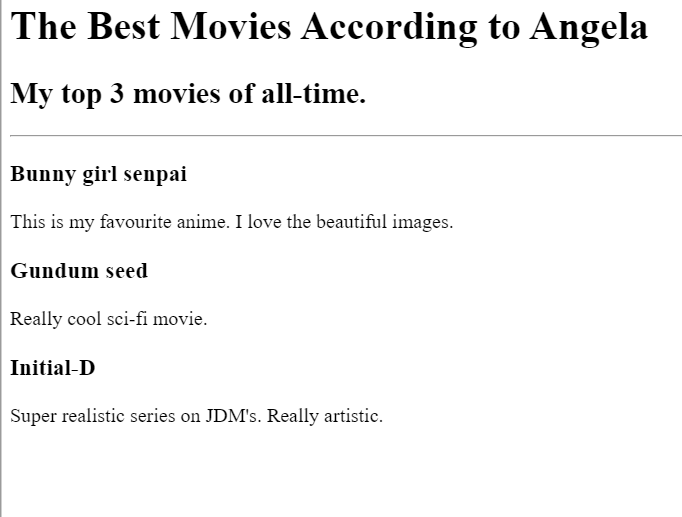 The Best Movies According to Angela
My top 3 movies of all-time.
Bunny girl senpai
This is my favourite anime. I love the beautiful images.
Gundum seed
Really cool sci-fi movie.
Initial-D
Super realistic series on JDM's. Really artistic.